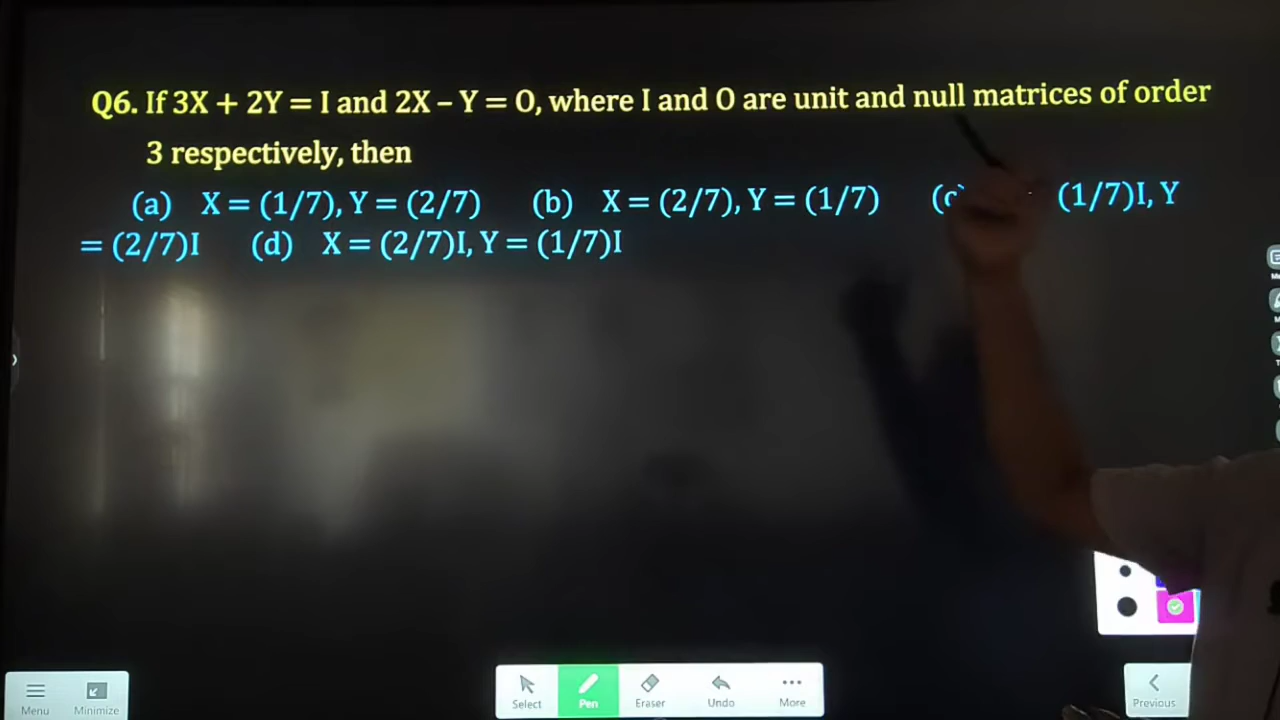 Q6. If 3X + 2Y = I and 2X – Y = O, where I and O are unit and null matrices of order
3 respectively, then
(a) X = (1/7), Y = (2/7) (b) X = (2/7), Y = (1/7) (1/7)I, Y
= (2/7)I (d) X = (2/7)I, Y = (1/7)I
Menu
Minimize
Select
Pen
Eraser
Undo
More
Previous